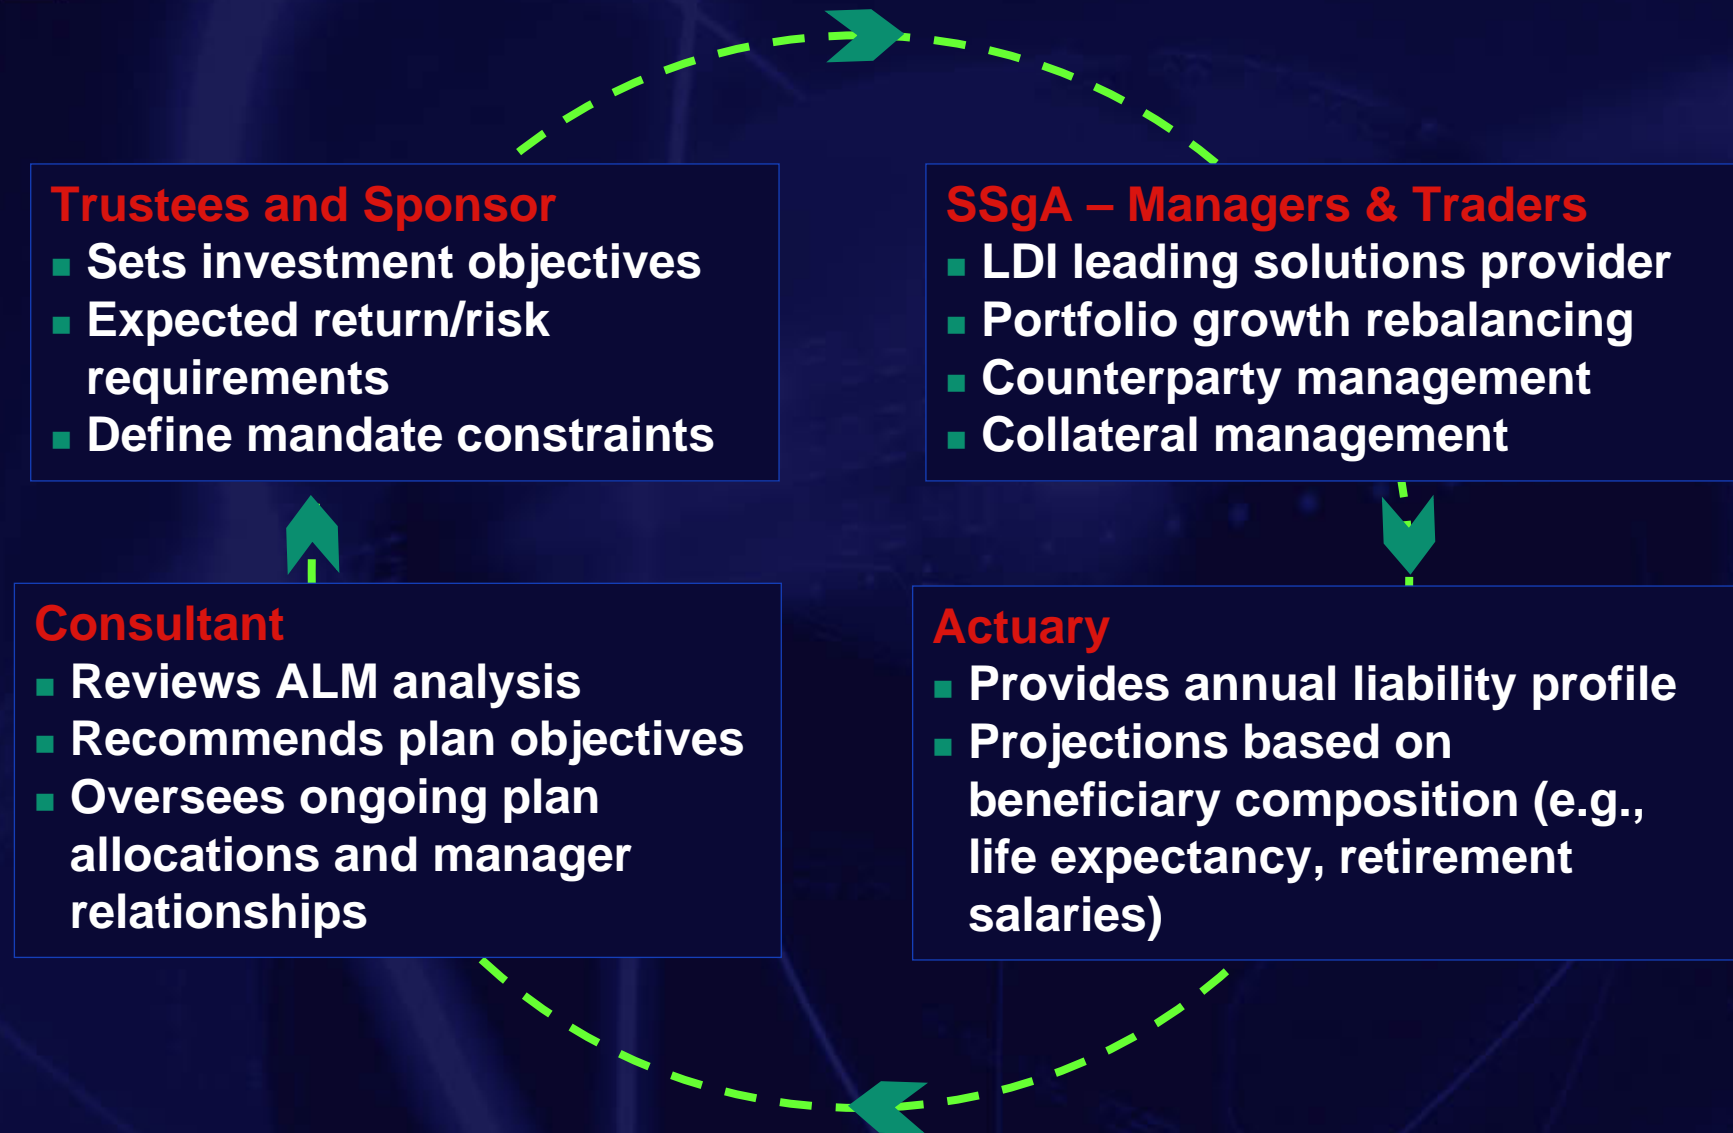 Trustees and Sponsor
▪ Sets investment objectives
▪ Expected return/risk
requirements
▪ Define mandate constraints
SSgA – Managers & Traders
▪ LDI leading solutions provider
▪ Portfolio growth rebalancing
▪ Counterparty management
▪ Collateral management
Consultant
▪ Reviews ALM analysis
▪ Recommends plan objectives
▪ Oversees ongoing plan
allocations and manager
relationships
Actuary
▪ Provides annual liability profile
▪ Projections based on
beneficiary composition (e.g.,
life expectancy, retirement
salaries)